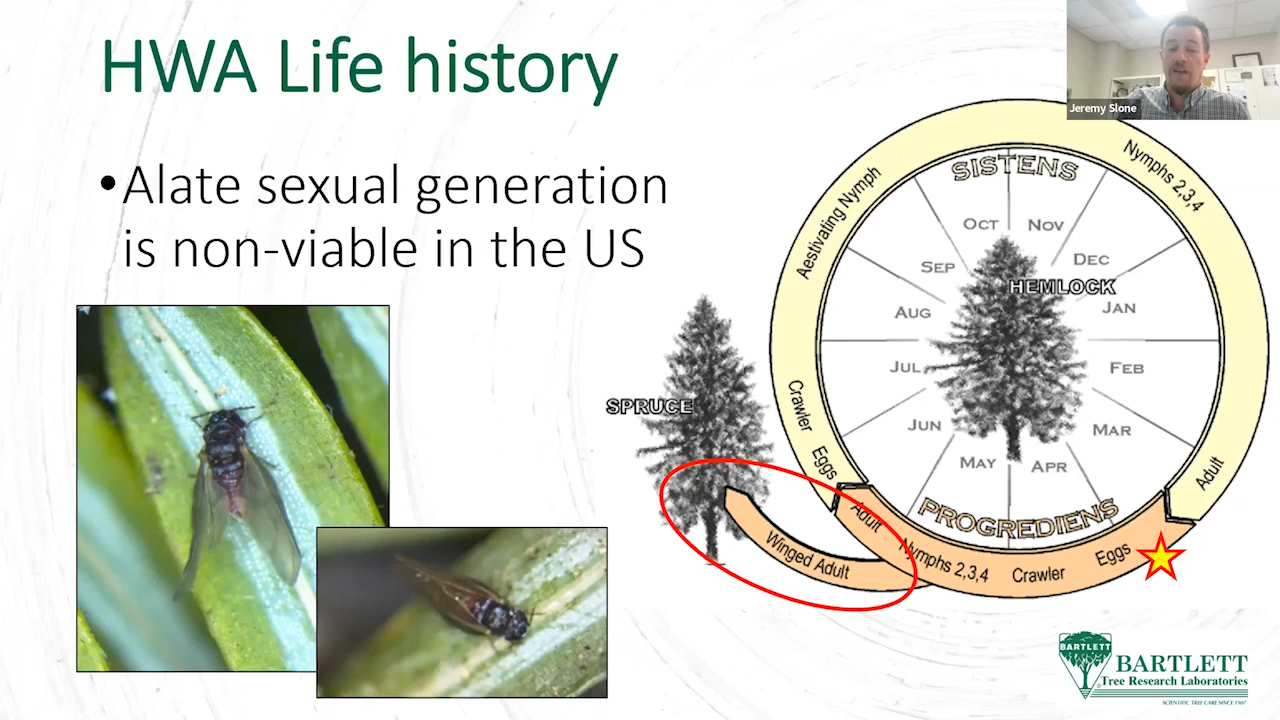 HWA Life history
Jeremy Slone
•Alate sexual generation
is non-viable in the US
SISTENS
Nymphs 2,3,4
Aestivating Nymph
OCT
NOV
SEP
DEC
HEMLOCK
AUG
JAN
JUL
FEB
SPRUCE
Crawler
JUN
MAR
Eggs
MAY
APR
Adult
PROGREDIENS
Adult
Winged Adult
Nymphs 2,3,4
Crawler
Eggs
BARTLETT
BARTLETT
Tree Research Laboratories
SCIENTIFIC TREE CARE SINCE 1907